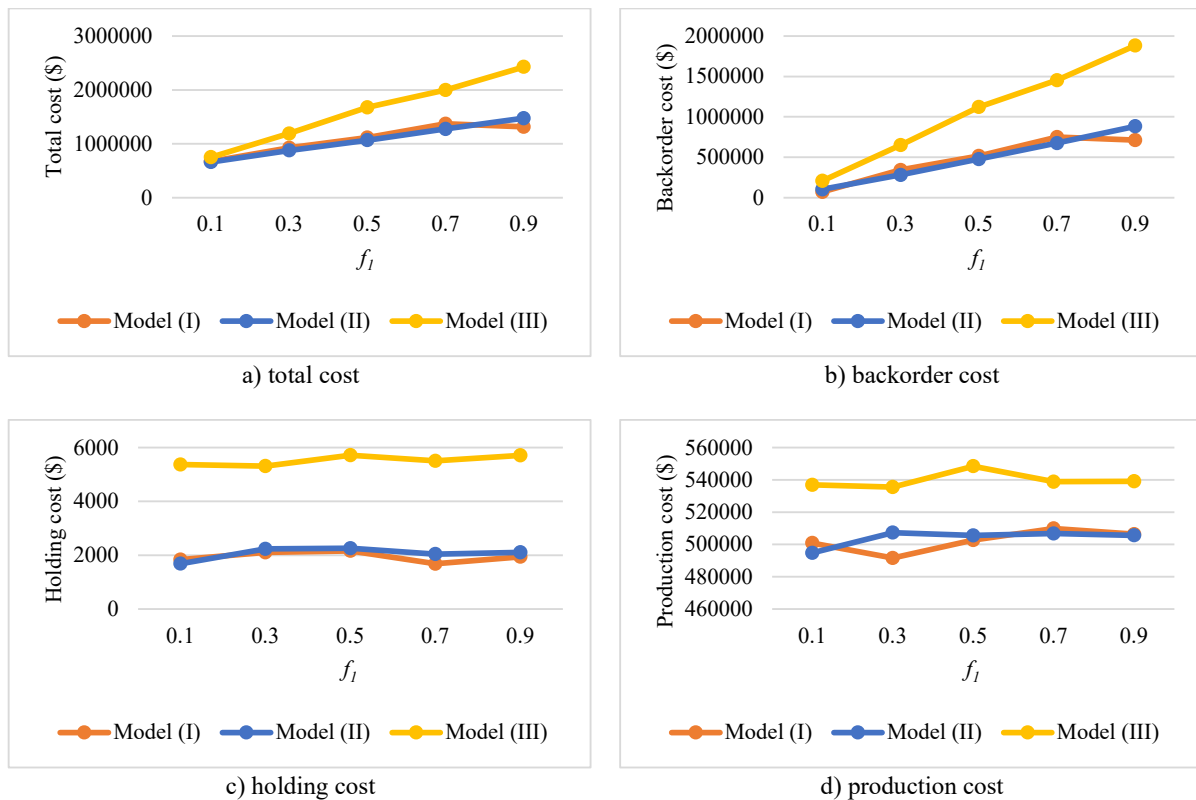 Total cost ($)
3000000
2000000
1000000
0
0.1 0.3 0.5 0.7 0.9
f1
Model (I) Model (II) Model (III)
a) total cost
Backorder cost ($)
2000000
1500000
1000000
500000
0
0.1 0.3 0.5 0.7 0.9
f1
Model (I) Model (II) Model (III)
b) backorder cost
Holding cost ($)
6000
4000
2000
0
0.1 0.3 0.5 0.7 0.9
f1
Model (I) Model (II) Model (III)
c) holding cost
Production cost ($)
560000
540000
520000
500000
480000
460000
0.1 0.3 0.5 0.7 0.9
f1
Model (I) Model (II) Model (III)
d) production cost